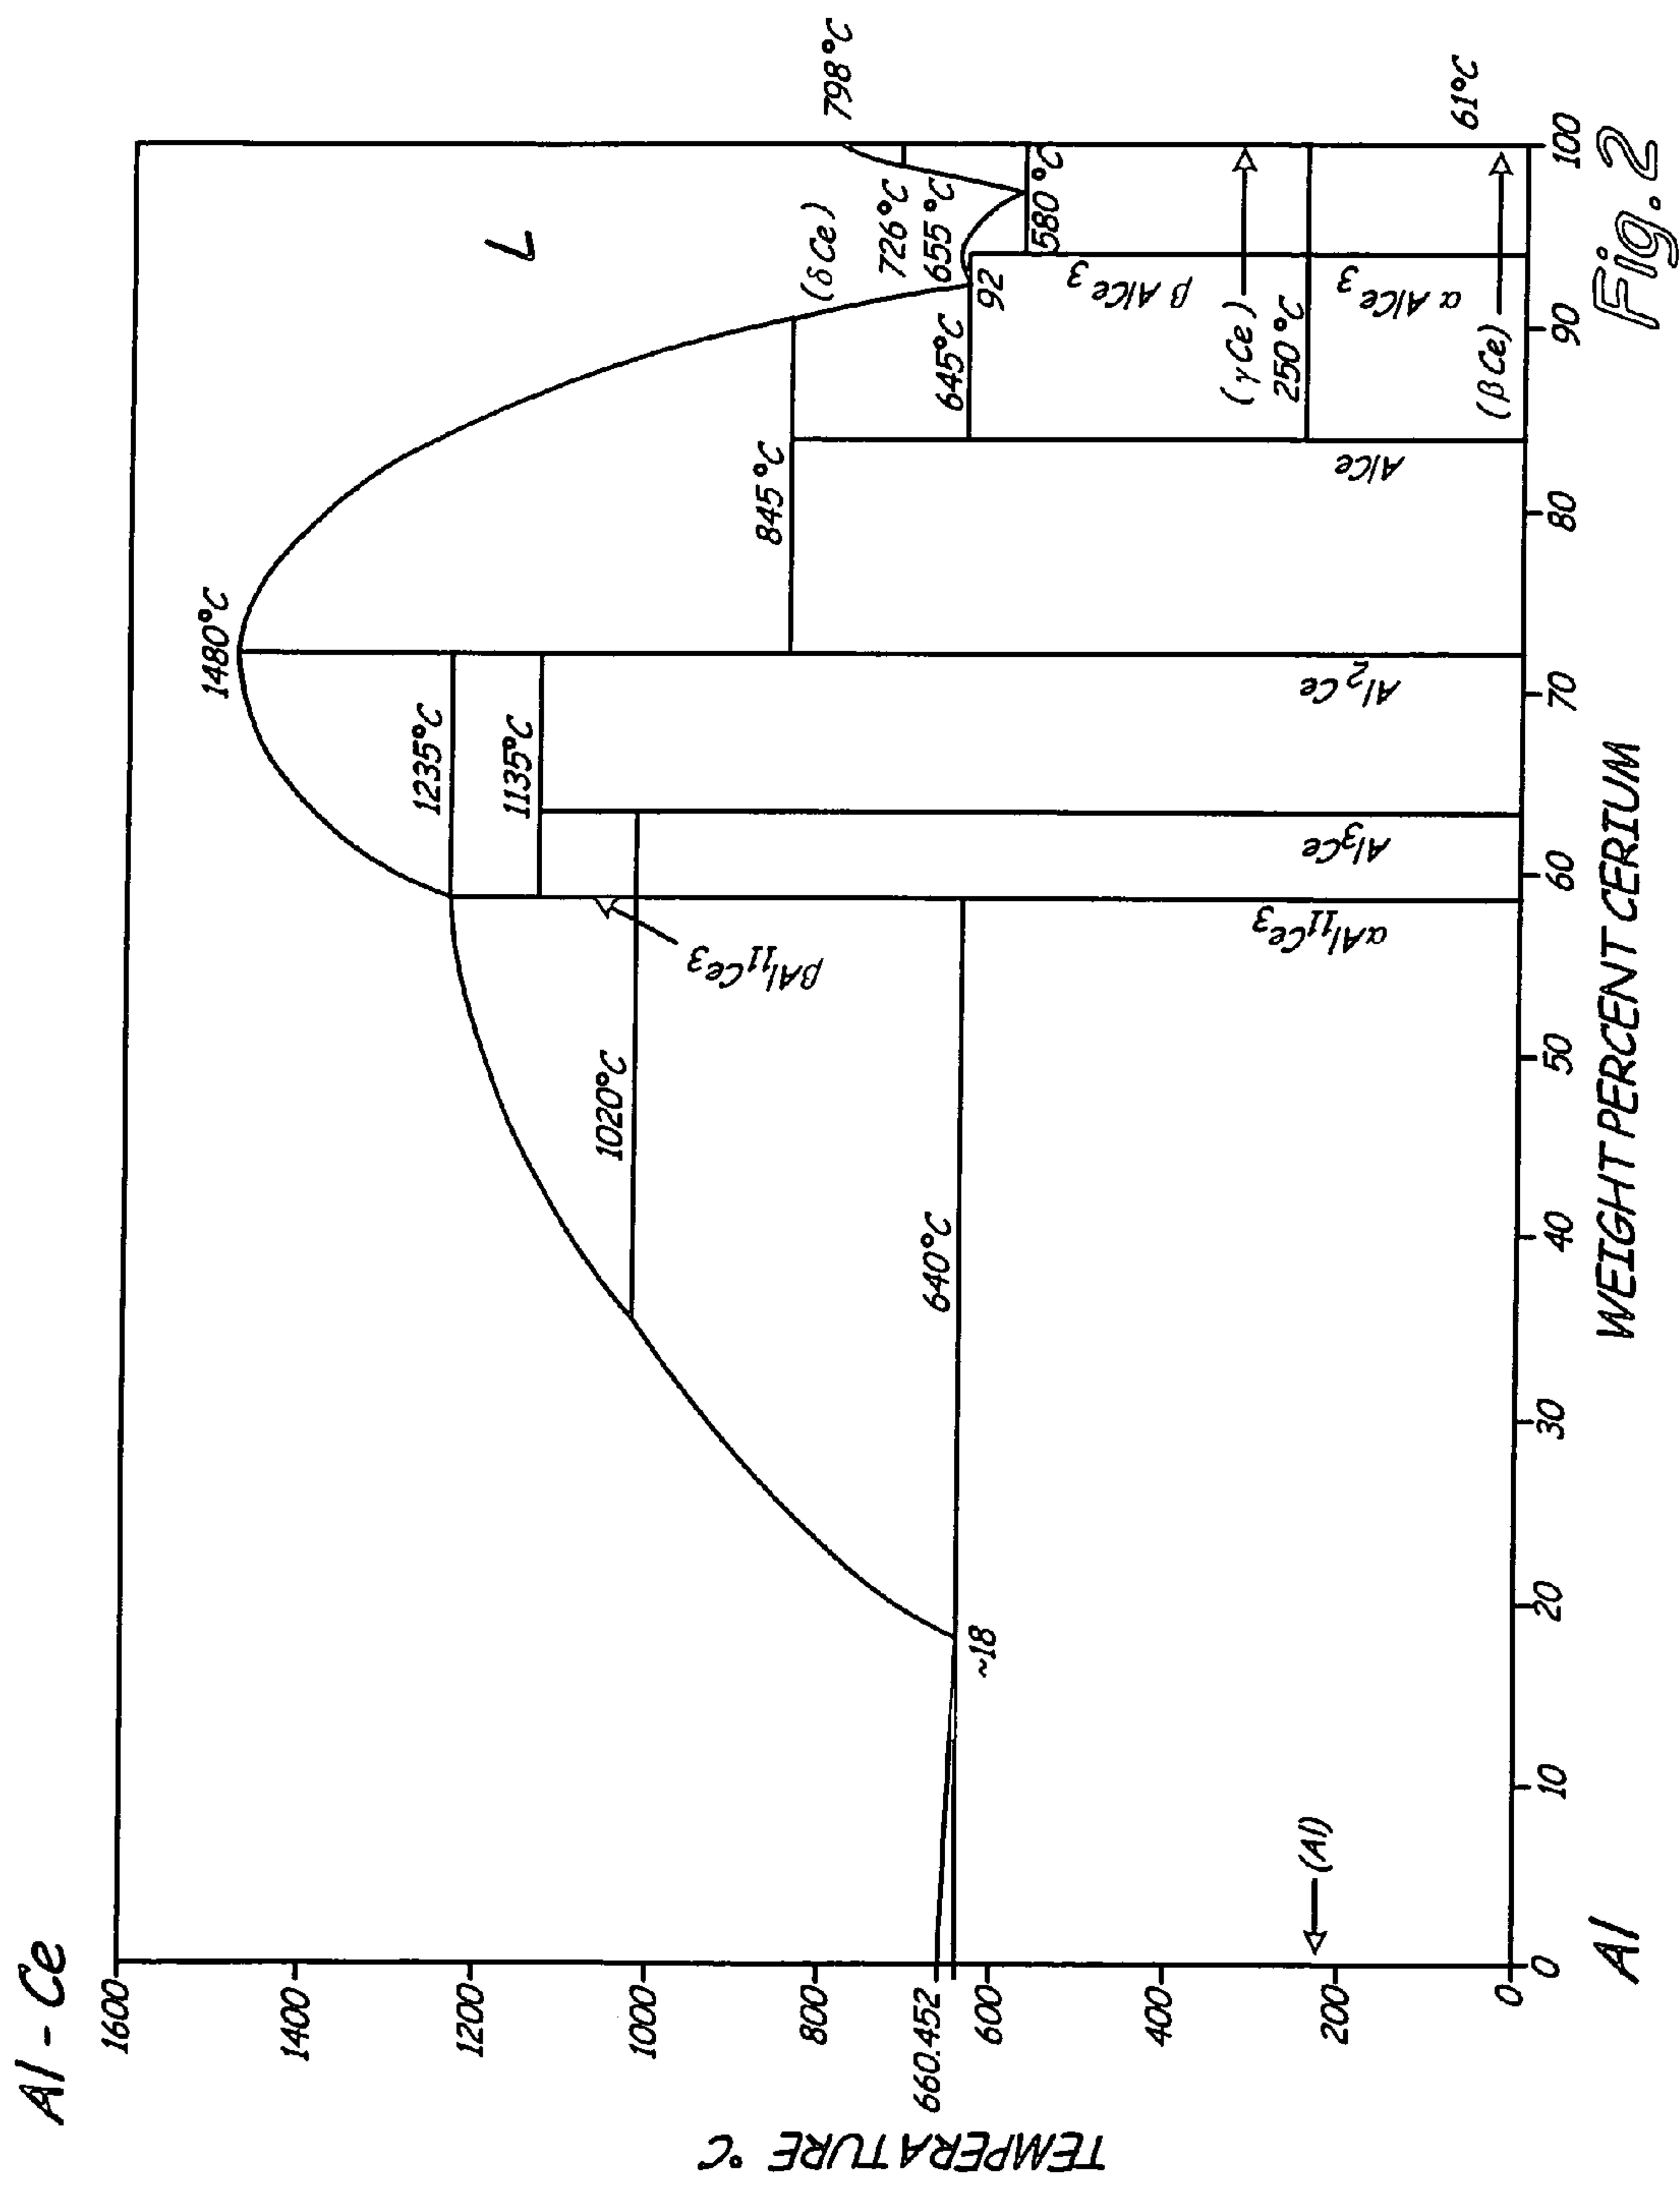 Al - Ce
TEMPERATURE °C
1600
1400
1200
1000
800
660.452
600
400
200
0
1480°C
1235°C
1135°C
1020°C
βAl11Ce3
640°C
~18
845°C
L
(δCe)
798°C
726°C
655°C
645°C
92
580°C
β AlCe3
(γCe)
250°C
α AlCe3
(βCe)
61°C
(Al)
αAl11Ce3
Al3Ce
Al2Ce
AlCe
0
10
20
30
40
50
60
70
80
90
100
Al
WEIGHT PERCENT CERIUM
Fig. 2